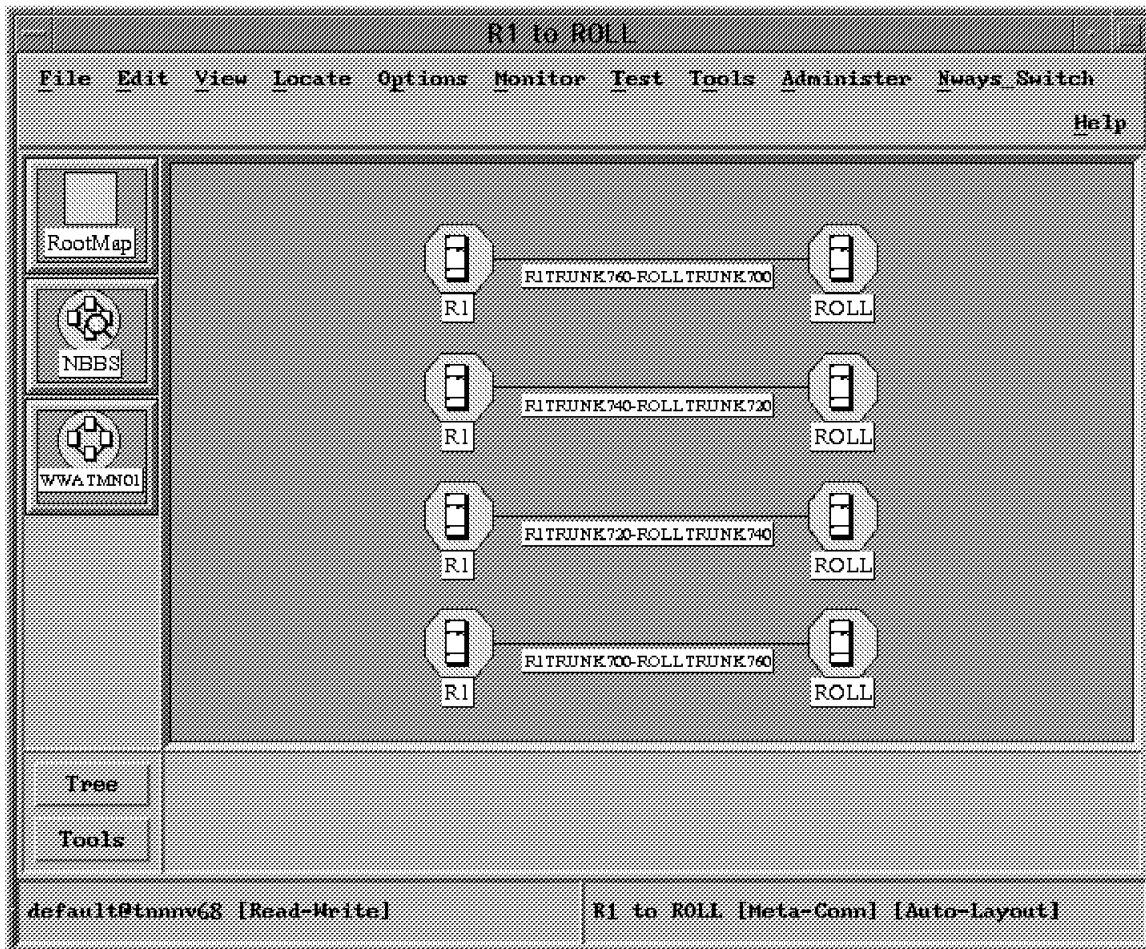 R1 to ROLL
File Edit View Locate Options Monitor Test Tools Administer Nways_Switch
Help
RootMap
NBBS
WWATMN01
R1TRUNK760-ROLLTRUNK700
R1 ROLL
R1TRUNK740-ROLLTRUNK720
R1 ROLL
R1TRUNK720-ROLLTRUNK740
R1 ROLL
R1TRUNK700-ROLLTRUNK760
R1 ROLL
Tree
Tools
default@tnnnv68 [Read-Write] R1 to ROLL [Meta-Conn] [Auto-Layout]